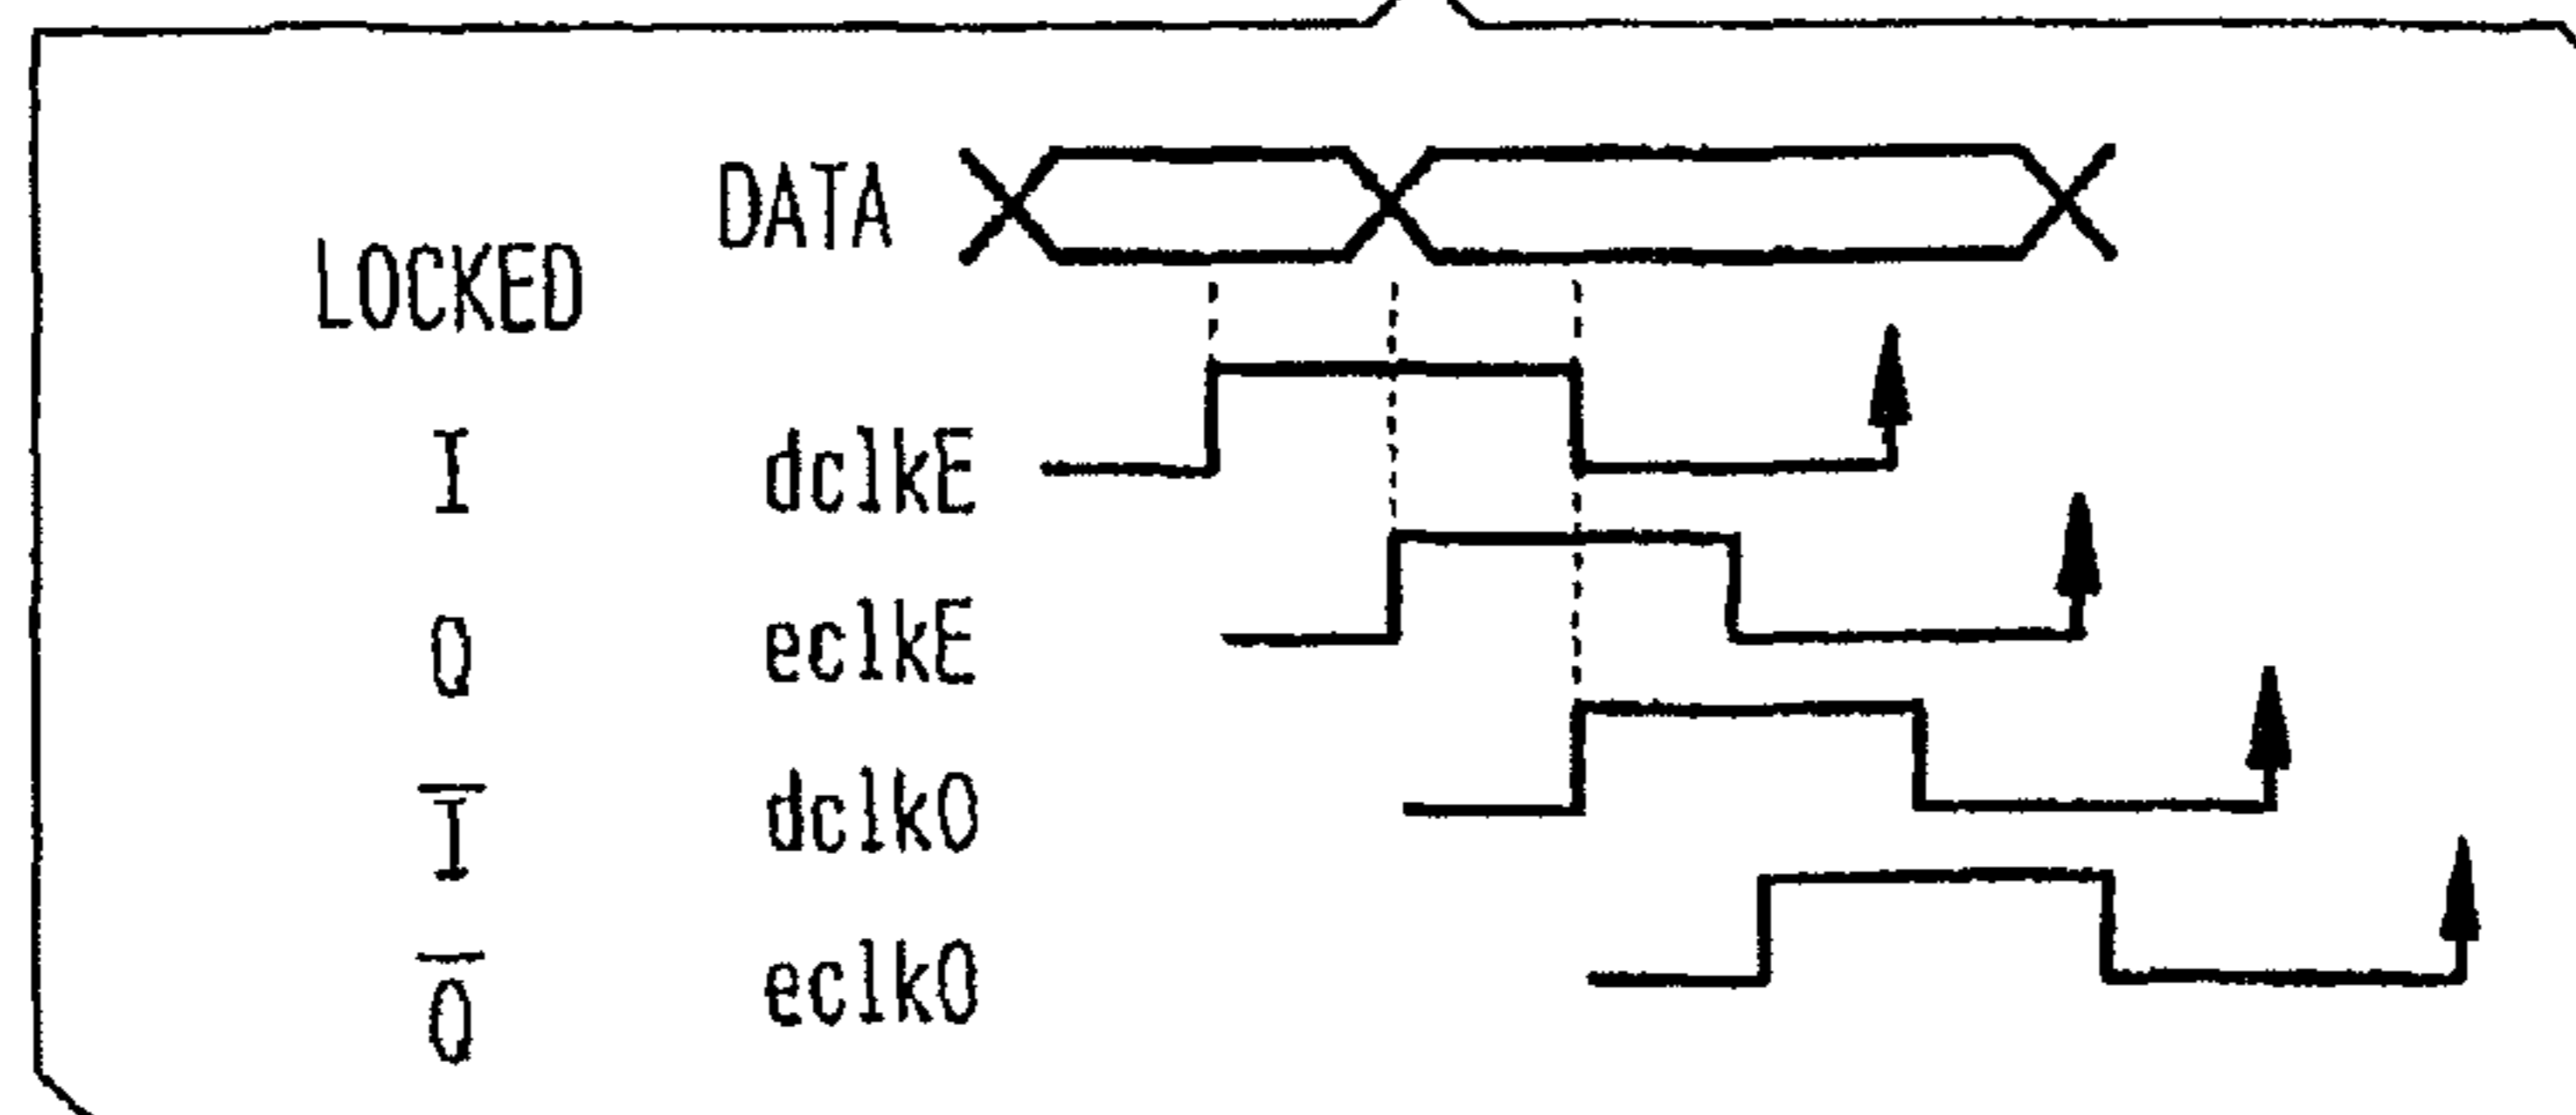 DATA
LOCKED
I dclkE
Q eclkE
I̅ dclkO
Q̅ eclkO